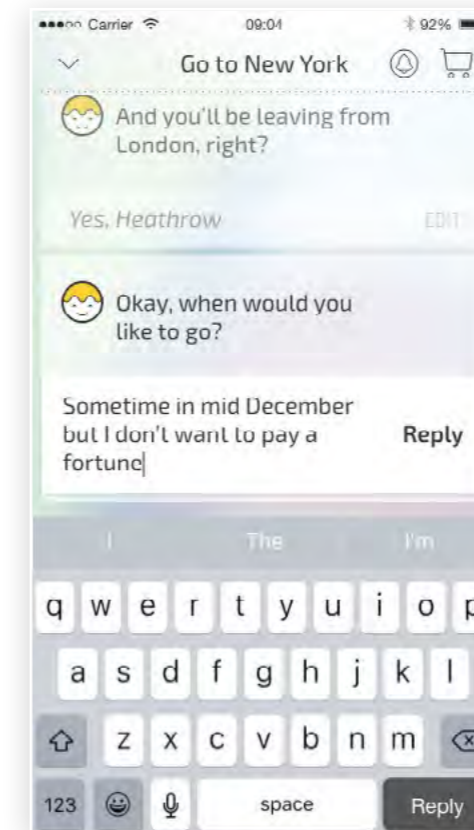 Carrier 09:04 92%
Go to New York
And you'll be leaving from
London, right?
Yes, Heathrow EDIT
Okay, when would you
like to go?
Sometime in mid December
but I don't want to pay a Reply
fortune
I The I'm
q w e r t y u i o p
a s d f g h j k l
z x c v b n m
123 space Reply